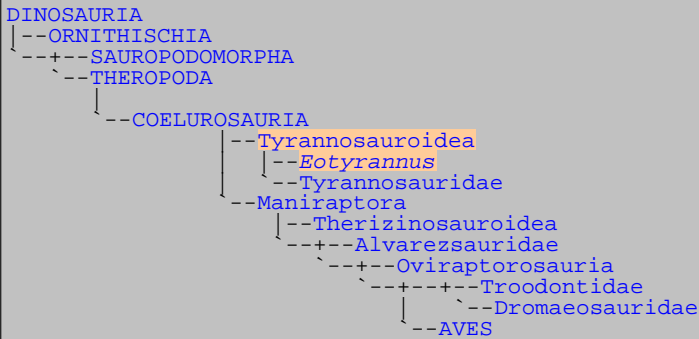 DINOSAURIA
|--ORNITHISCHIA
`--+--SAUROPODOMORPHA
   `--THEROPODA
      |
      `--COELUROSAURIA
                  |--Tyrannosauroidea
                  |  |--Eotyrannus
                  |  `--Tyrannosauridae
                  `--Maniraptora
                      |--Therizinosauroidea
                      `--+--Alvarezsauridae
                         `--+--Oviraptorosauria
                            `--+--+--Troodontidae
                               |  `--Dromaeosauridae
                               `--AVES